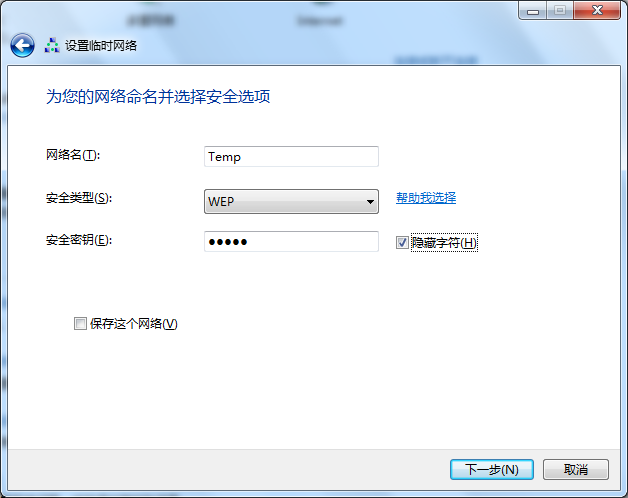 Internet
设置临时网络
为您的网络命名并选择安全选项
网络名(T):
Temp
安全类型(S):
WEP
帮助我选择
安全密钥(E):
●●●●●
隐藏字符(H)
保存这个网络(V)
下一步(N)
取消